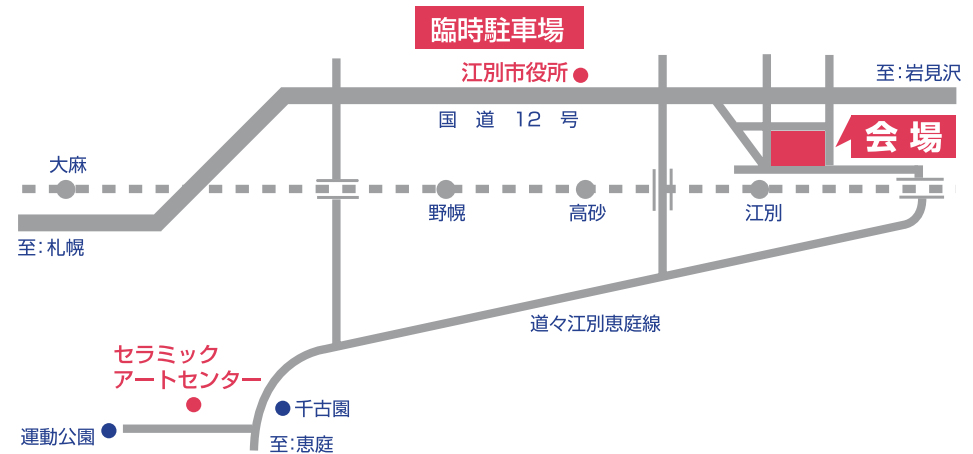 臨時駐車場
江別市役所
至:岩見沢
国 道 12 号
会 場
大麻
野幌
高砂
江別
至:札幌
道々江別恵庭線
セラミック
アートセンター
千古園
運動公園
至:恵庭